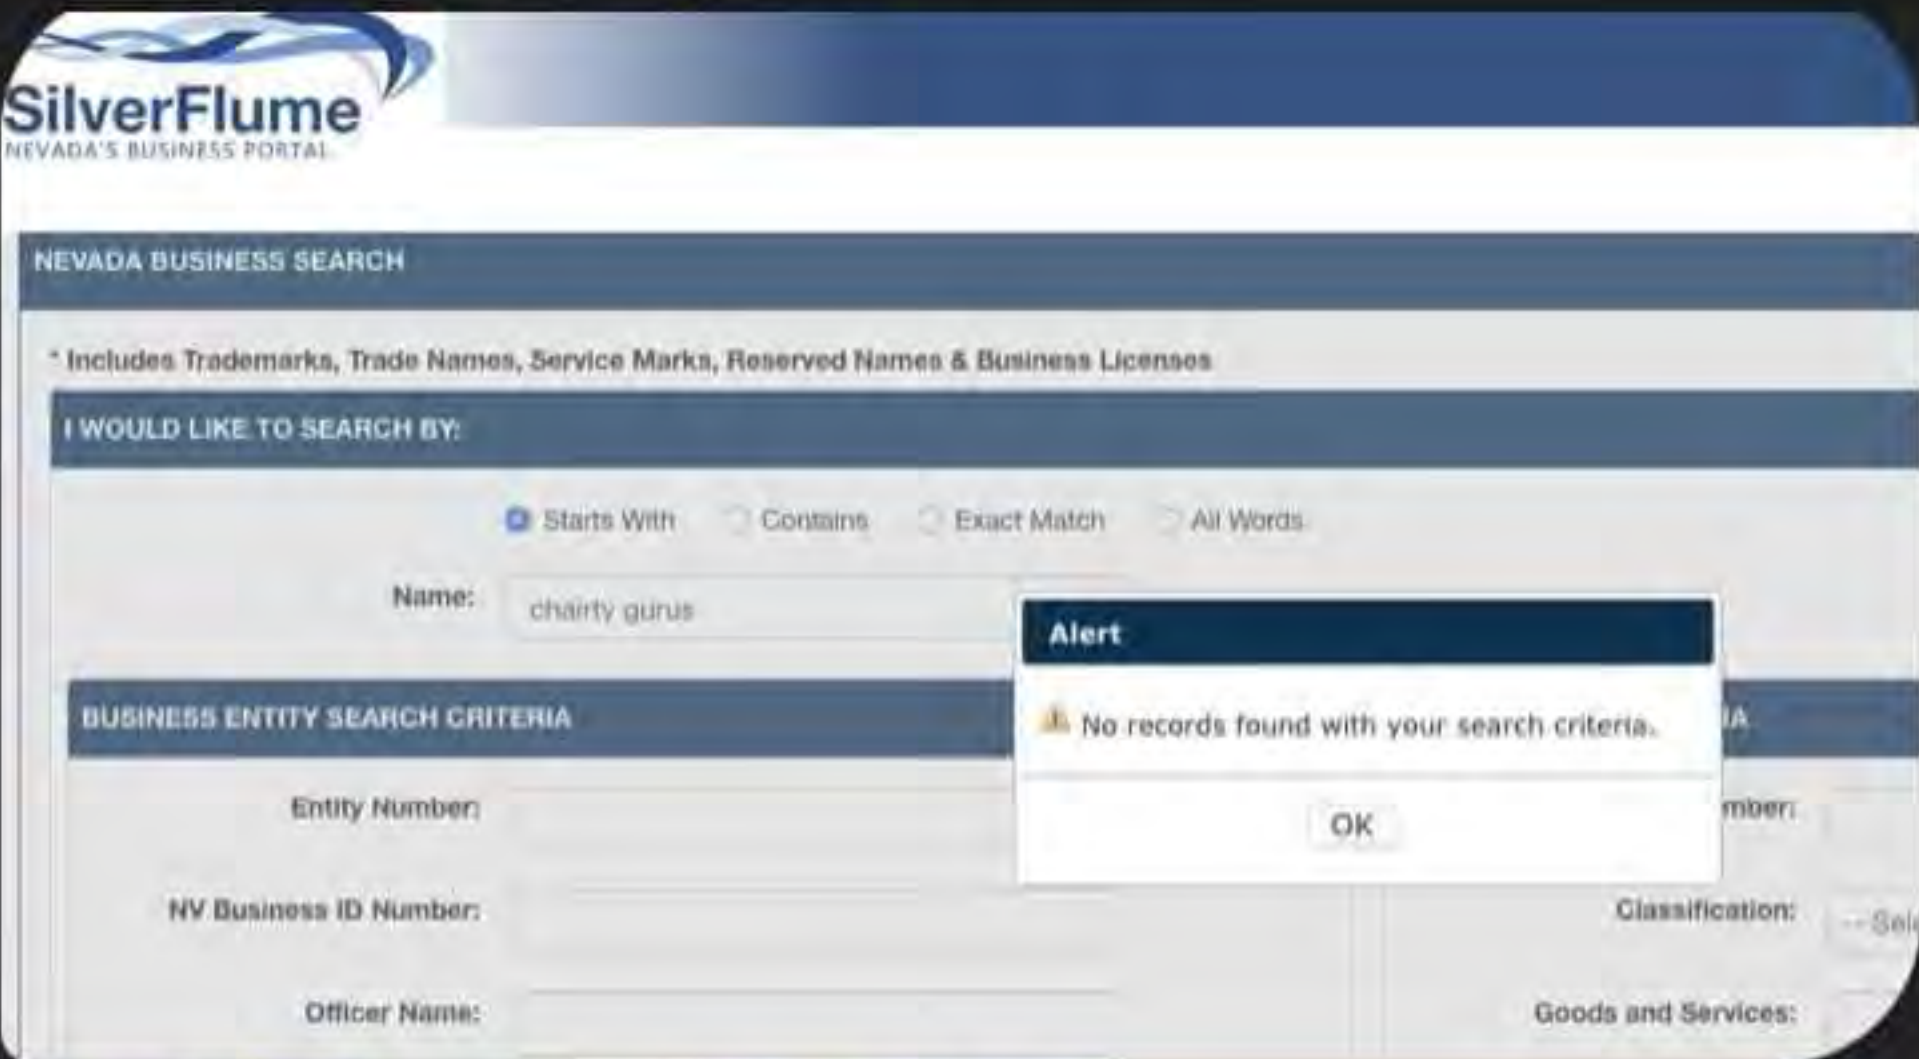 SilverFlume
NEVADA'S BUSINESS PORTAL
NEVADA BUSINESS SEARCH
* Includes Trademarks, Trade Names, Service Marks, Reserved Names & Business Licenses
I WOULD LIKE TO SEARCH BY:
Starts With Contains Exact Match All Words
Name: chairty gurus
Alert
BUSINESS ENTITY SEARCH CRITERIA IA
No records found with your search criteria.
Entity Number: mber:
OK
NV Business ID Number: Classification: -- Sele
Officer Name: Goods and Services: